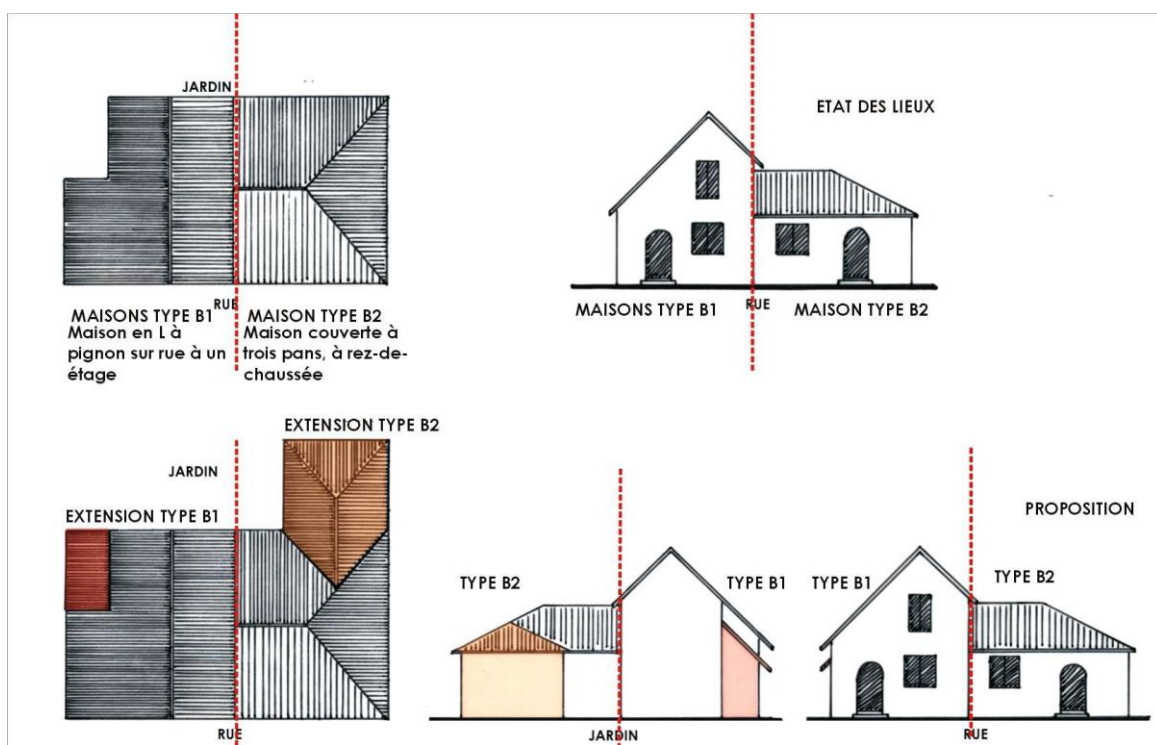 JARDIN
ETAT DES LIEUX
RUE
MAISONS TYPE B1
Maison en L à
pignon sur rue à un
étage
MAISON TYPE B2
Maison couverte à
trois pans, à rez-de-
chaussée
MAISONS TYPE B1
RUE
MAISON TYPE B2
EXTENSION TYPE B2
JARDIN
EXTENSION TYPE B1
PROPOSITION
TYPE B2
TYPE B1
TYPE B1
TYPE B2
RUE
JARDIN
RUE